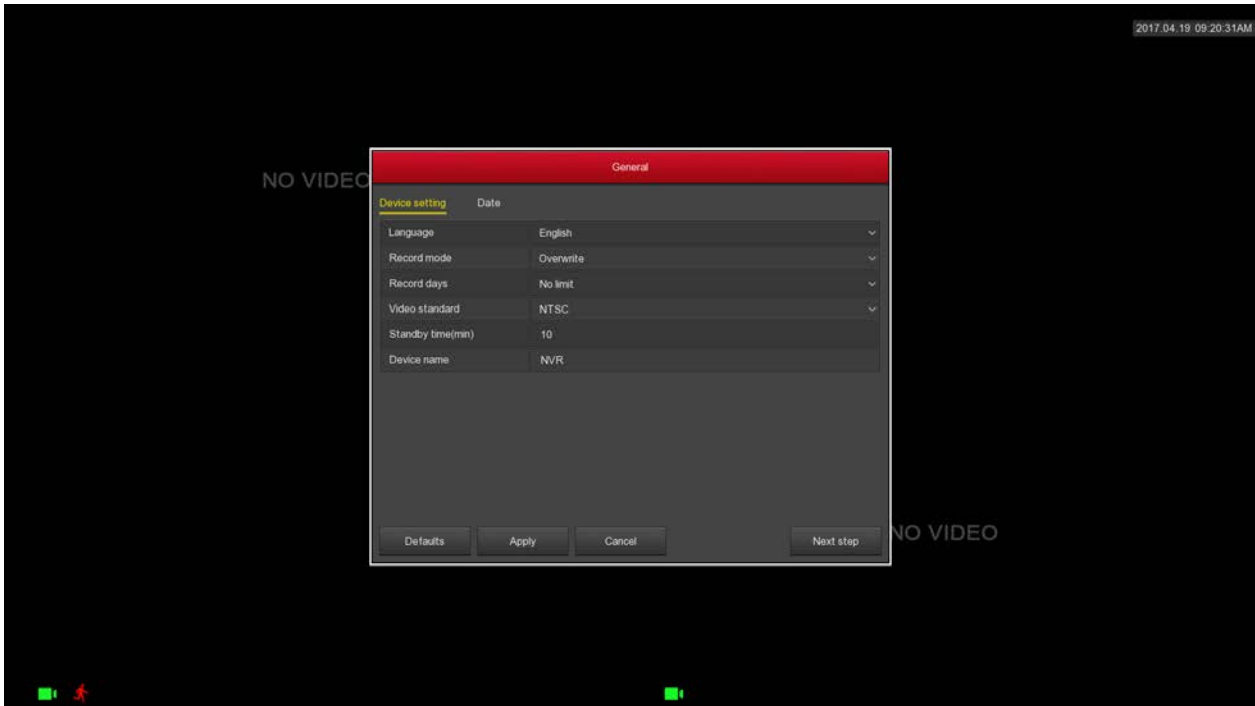 2017.04.19 09:20:31AM
NO VIDEO
General
Device setting Date
Language English
Record mode Overwrite
Record days No limit
Video standard NTSC
Standby time(min) 10
Device name NVR
Defaults Apply Cancel Next step
NO VIDEO